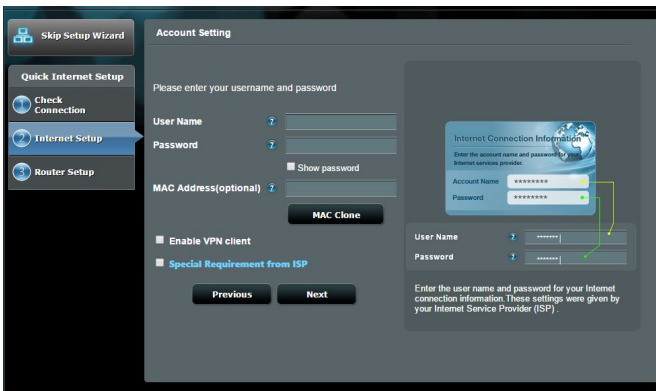 Skip Setup Wizard
Quick Internet Setup
1 Check
Connection
2 Internet Setup
3 Router Setup
Account Setting
Please enter your username and password
User Name ?
Password ?
Show password
MAC Address(optional) ?
MAC Clone
Enable VPN client
Special Requirement from ISP
Previous Next
Internet Connection Information
Enter the account name and password for your
Internet services provider.
Account Name ********
Password ********
User Name ? *******|
Password ? *******|
Enter the user name and password for your Internet
connection information.These settings were given by
your Internet Service Provider (ISP) .